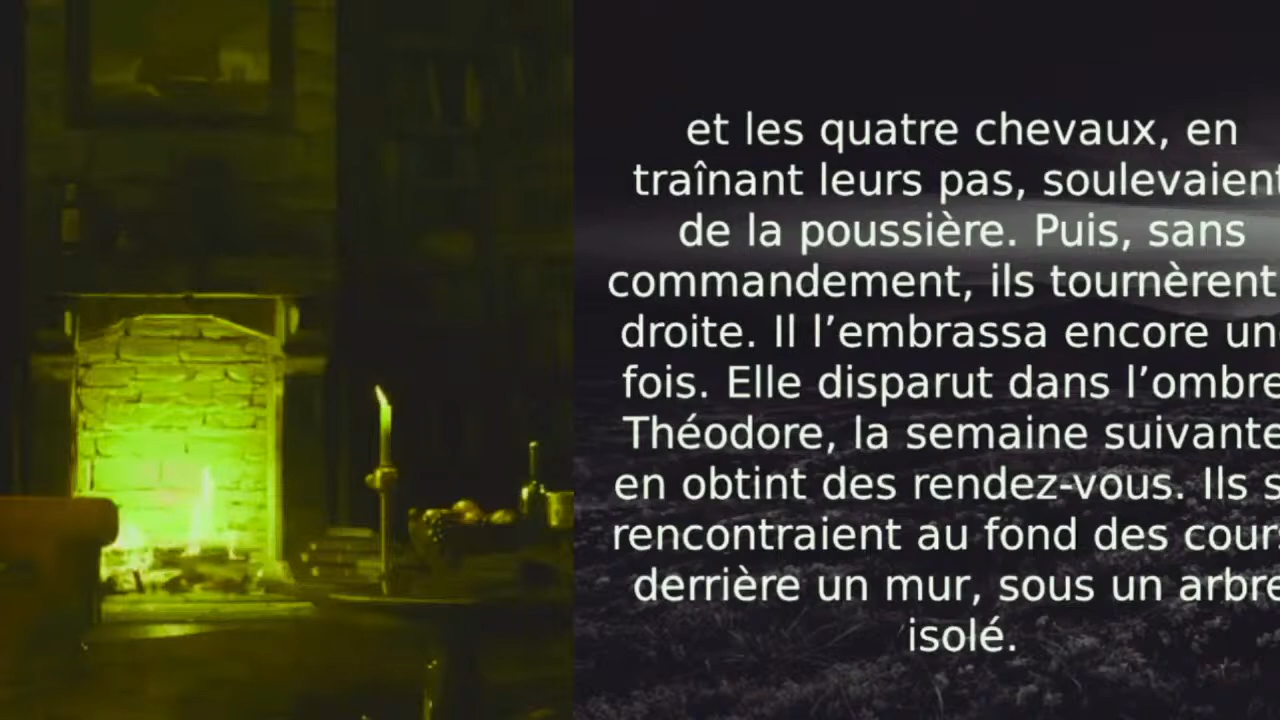 et les quatre chevaux, en
traînant leurs pas, soulevaient
de la poussière. Puis, sans
commandement, ils tournèrent
droite. Il l’embrassa encore
fois. Elle disparut dans l’ombre
Théodore, la semaine suivante
en obtint des rendez-vous. Ils
rencontraient au fond des cours
derrière un mur, sous un arbre
isolé.